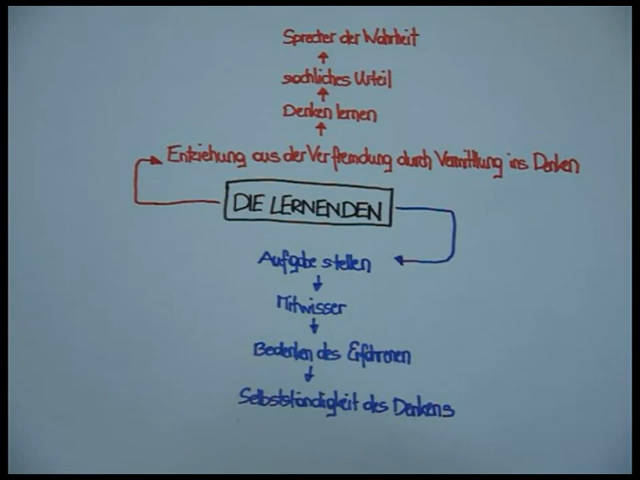 Sprecher der Wahrheit
sachliches Urteil
Denken lernen
Entziehung aus der Verfremdung durch Vermittlung ins Denken
DIE LERNENDEN
Aufgabe stellen
Mitwisser
Bedenken des Erfahrenen
Selbstständigkeit des Denkens